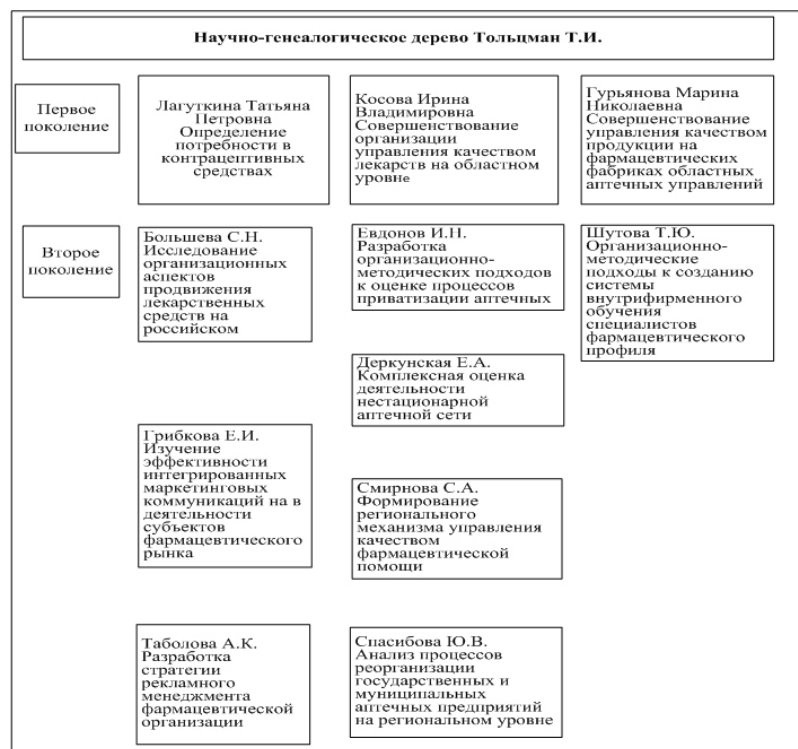 Научно-генеалогическое дерево Тольцман Т.И.
Первое
поколение
Лагуткина Татьяна
Петровна
Определение
потребности в
контрацептивных
средствах
Косова Ирина
Владимировна
Совершенствование
организации
управления качеством
лекарств на областном
уровне
Гурьянова Марина
Николаевна
Совершенствование
управления качеством
продукции на
фармацевтических
фабриках областных
аптечных управлений
Второе
поколение
Большева С.Н.
Исследование
организационных
аспектов
продвижения
лекарственных
средств на
российском
Евдонов И.Н.
Разработка
организационно-
методических подходов
к оценке процессов
приватизации аптечных
Шутова Т.Ю.
Организационно-
методические
подходы к созданию
системы
внутрифирменного
обучения
специалистов
фармацевтического
профиля
Деркунская Е.А.
Комплексная оценка
деятельности
нестационарной
аптечной сети
Грибкова Е.И.
Изучение
эффективности
интегрированных
маркетинговых
коммуникаций на в
деятельности
субъектов
фармацевтического
рынка
Смирнова С.А.
Формирование
регионального
механизма управления
качеством
фармацевтической
помощи
Таболова А.К.
Разработка
стратегии
рекламного
менеджмента
фармацевтической
организации
Спасибова Ю.В.
Анализ процессов
реорганизации
государственных и
муниципальных
аптечных предприятий
на региональном уровне